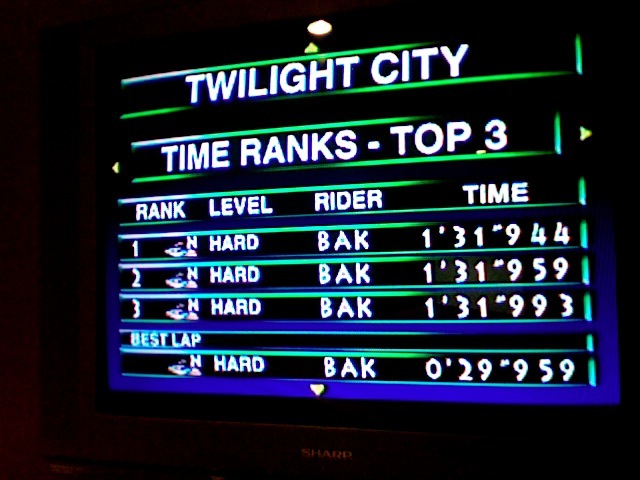 TWILIGHT CITY
TIME RANKS - TOP 3
RANK LEVEL RIDER TIME
1 N HARD BAK 1'31"944
2 N HARD BAK 1'31"959
3 N HARD BAK 1'31"993
BEST LAP
N HARD BAK 0'29"959
SHARP